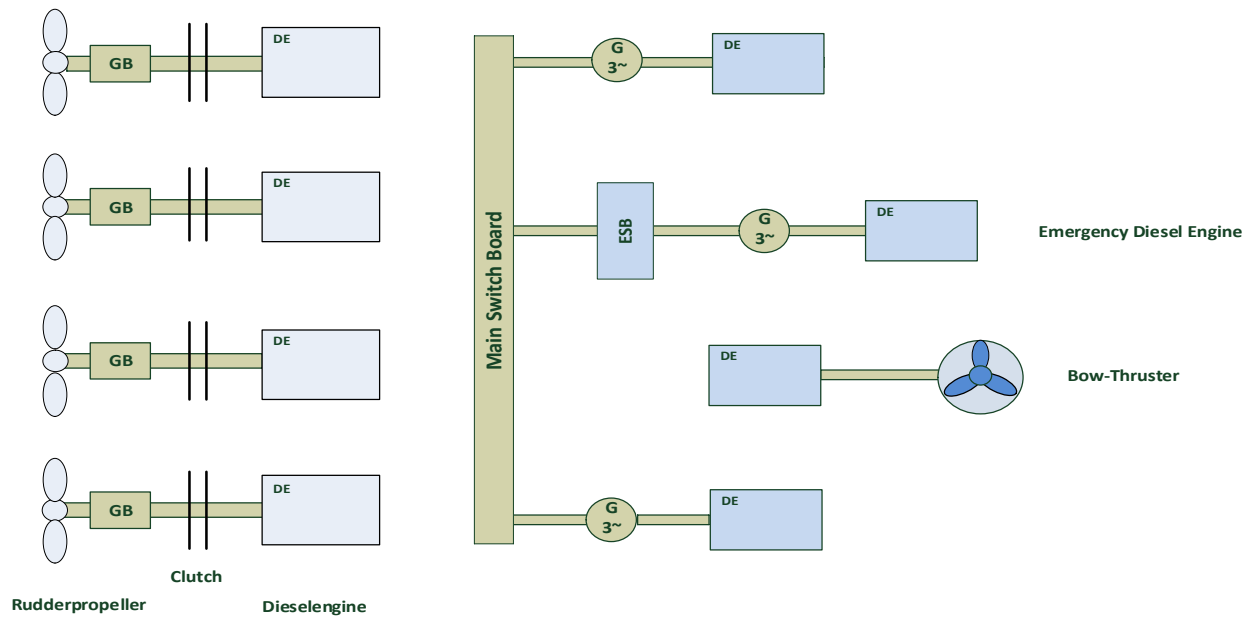 DE
GB
DE
GB
DE
GB
DE
GB
Clutch
Rudderpropeller
Dieselengine
Main Switch Board
G
3~
DE
ESB
G
3~
DE
Emergency Diesel Engine
DE
Bow-Thruster
G
3~
DE